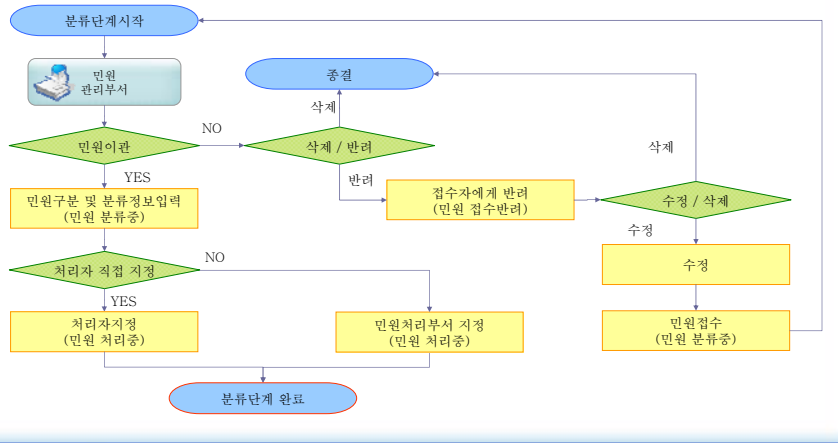 분류단계시작
민원
관리부서
종결
삭제
NO
민원이관
삭제 / 반려
삭제
YES
반려
민원구분 및 분류정보입력
(민원 분류중)
접수자에게 반려
(민원 접수반려)
수정 / 삭제
수정
NO
처리자 직접 지정
수정
YES
처리자지정
(민원 처리중)
민원처리부서 지정
(민원 처리중)
민원접수
(민원 분류중)
분류단계 완료